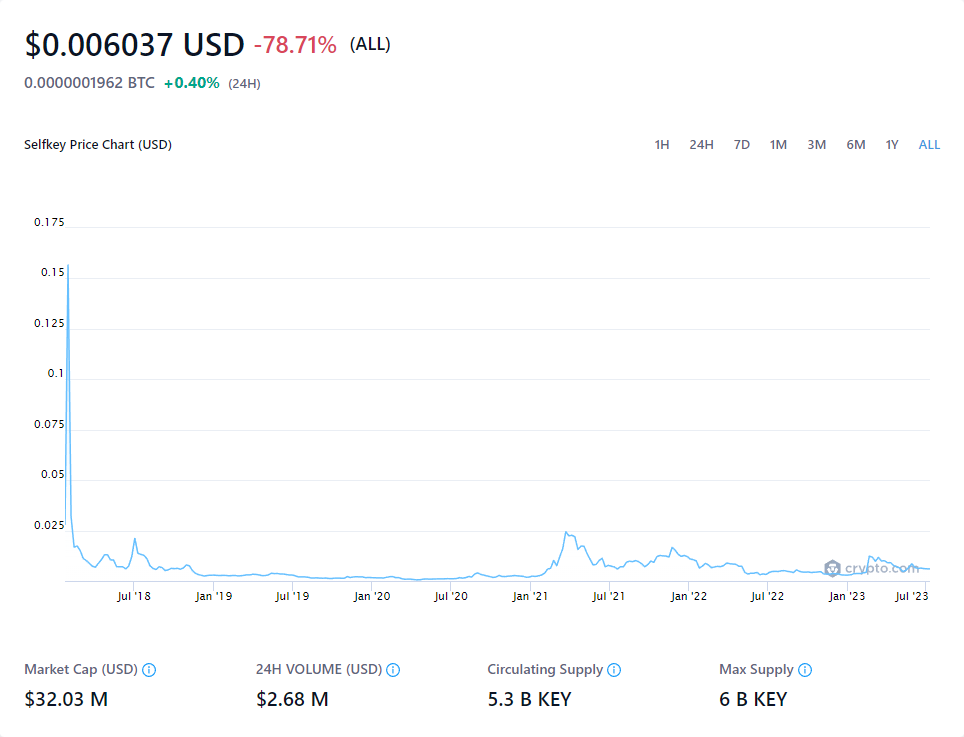 $0.006037 USD -78.71% (ALL)
0.0000001962 BTC +0.40% (24H)
Selfkey Price Chart (USD) 1H 24H 7D 1M 3M 6M 1Y ALL
0.175
0.15
0.125
0.1
0.075
0.05
0.025
crypto.com
Jul '18 Jan '19 Jul '19 Jan '20 Jul '20 Jan '21 Jul '21 Jan '22 Jul '22 Jan '23 Jul '23
Market Cap (USD) 24H VOLUME (USD) Circulating Supply Max Supply
$32.03 M $2.68 M 5.3 B KEY 6 B KEY